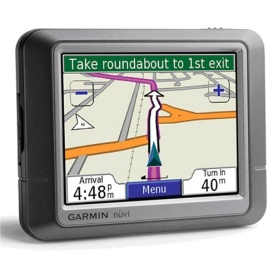 Take roundabout to 1st exit
Arrival
4:48 pm
Menu
Turn In
40 m
GARMIN nüvi